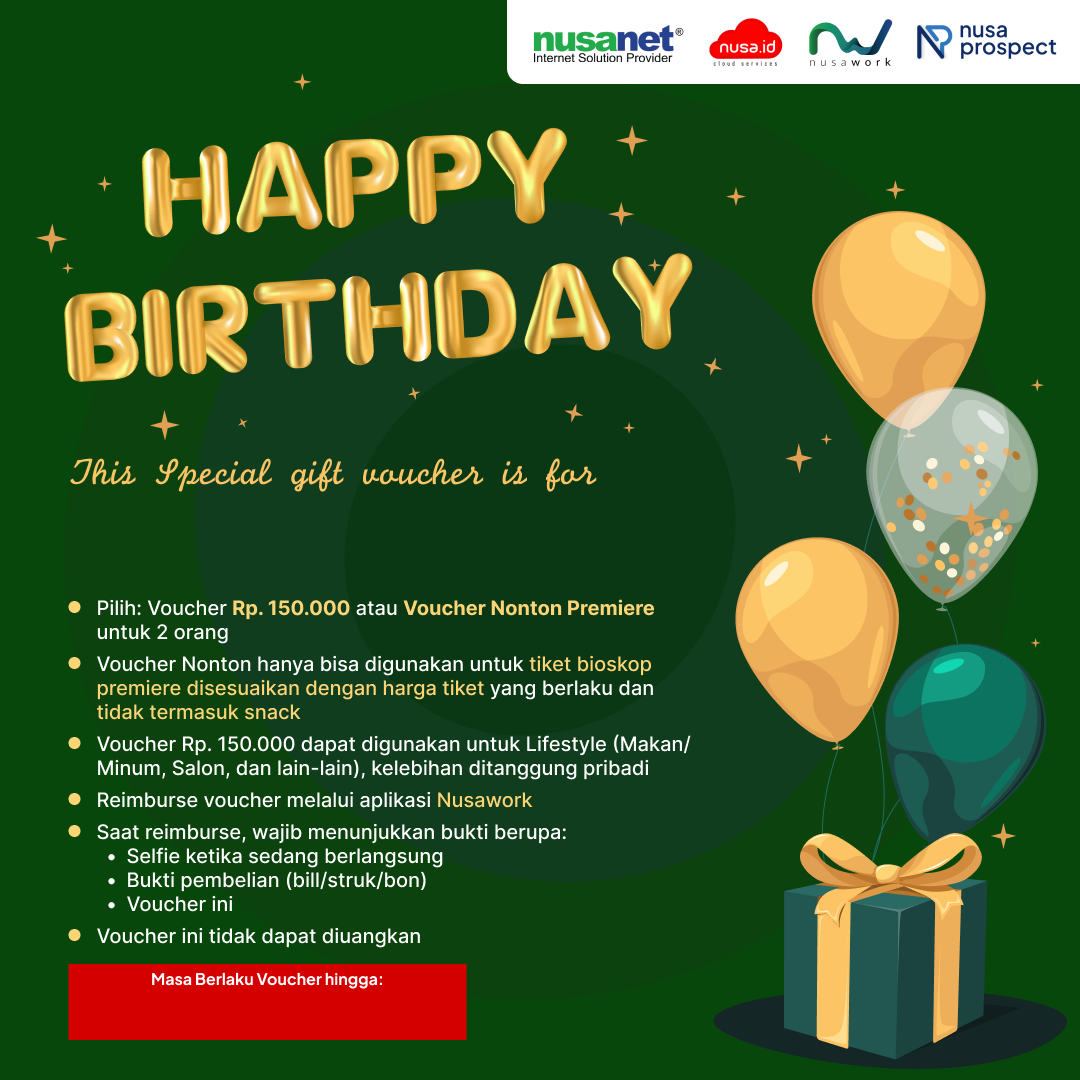 nusanet®
Internet Solution Provider
nusa.id
cloud services
nusawork
nusa
prospect
HAPPY
BIRTHDAY
This Special gift voucher is for
Pilih: Voucher Rp. 150.000 atau Voucher Nonton Premiere
untuk 2 orang
Voucher Nonton hanya bisa digunakan untuk tiket bioskop
premiere disesuaikan dengan harga tiket yang berlaku dan
tidak termasuk snack
Voucher Rp. 150.000 dapat digunakan untuk Lifestyle (Makan/
Minum, Salon, dan lain-lain), kelebihan ditanggung pribadi
Reimburse voucher melalui aplikasi Nusawork
Saat reimburse, wajib menunjukkan bukti berupa:
• Selfie ketika sedang berlangsung
• Bukti pembelian (bill/struk/bon)
• Voucher ini
Voucher ini tidak dapat diuangkan
Masa Berlaku Voucher hingga: